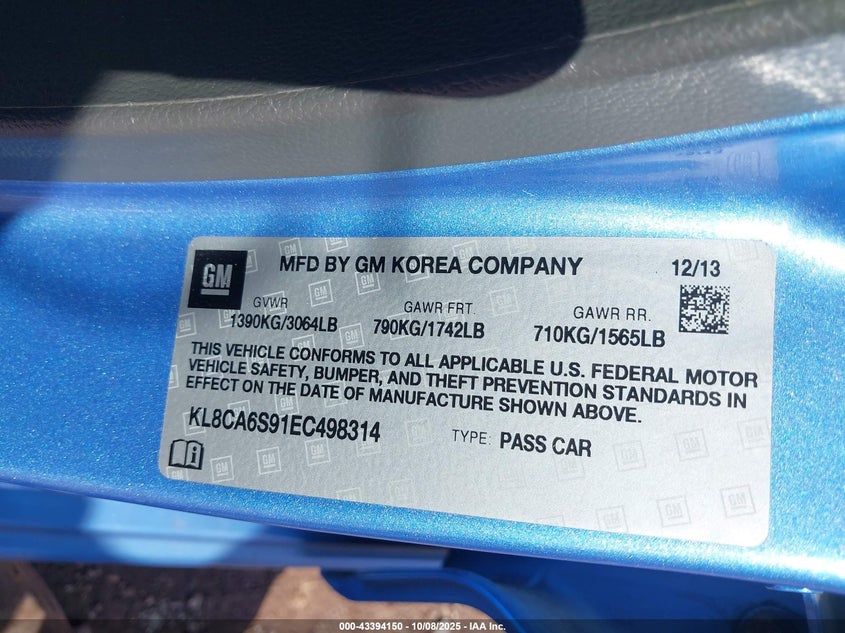 GM
MFD BY GM KOREA COMPANY 12/13
GVWR GAWR FRT. GAWR RR.
1390KG/3064LB 790KG/1742LB 710KG/1565LB
THIS VEHICLE CONFORMS TO ALL APPLICABLE U.S. FEDERAL MOTOR
VEHICLE SAFETY, BUMPER, AND THEFT PREVENTION STANDARDS IN
EFFECT ON THE DATE OF MANUFACTURE SHOWN ABOVE.
KL8CA6S91EC498314 TYPE: PASS CAR
000-43394150 - 10/08/2025 - IAA Inc.